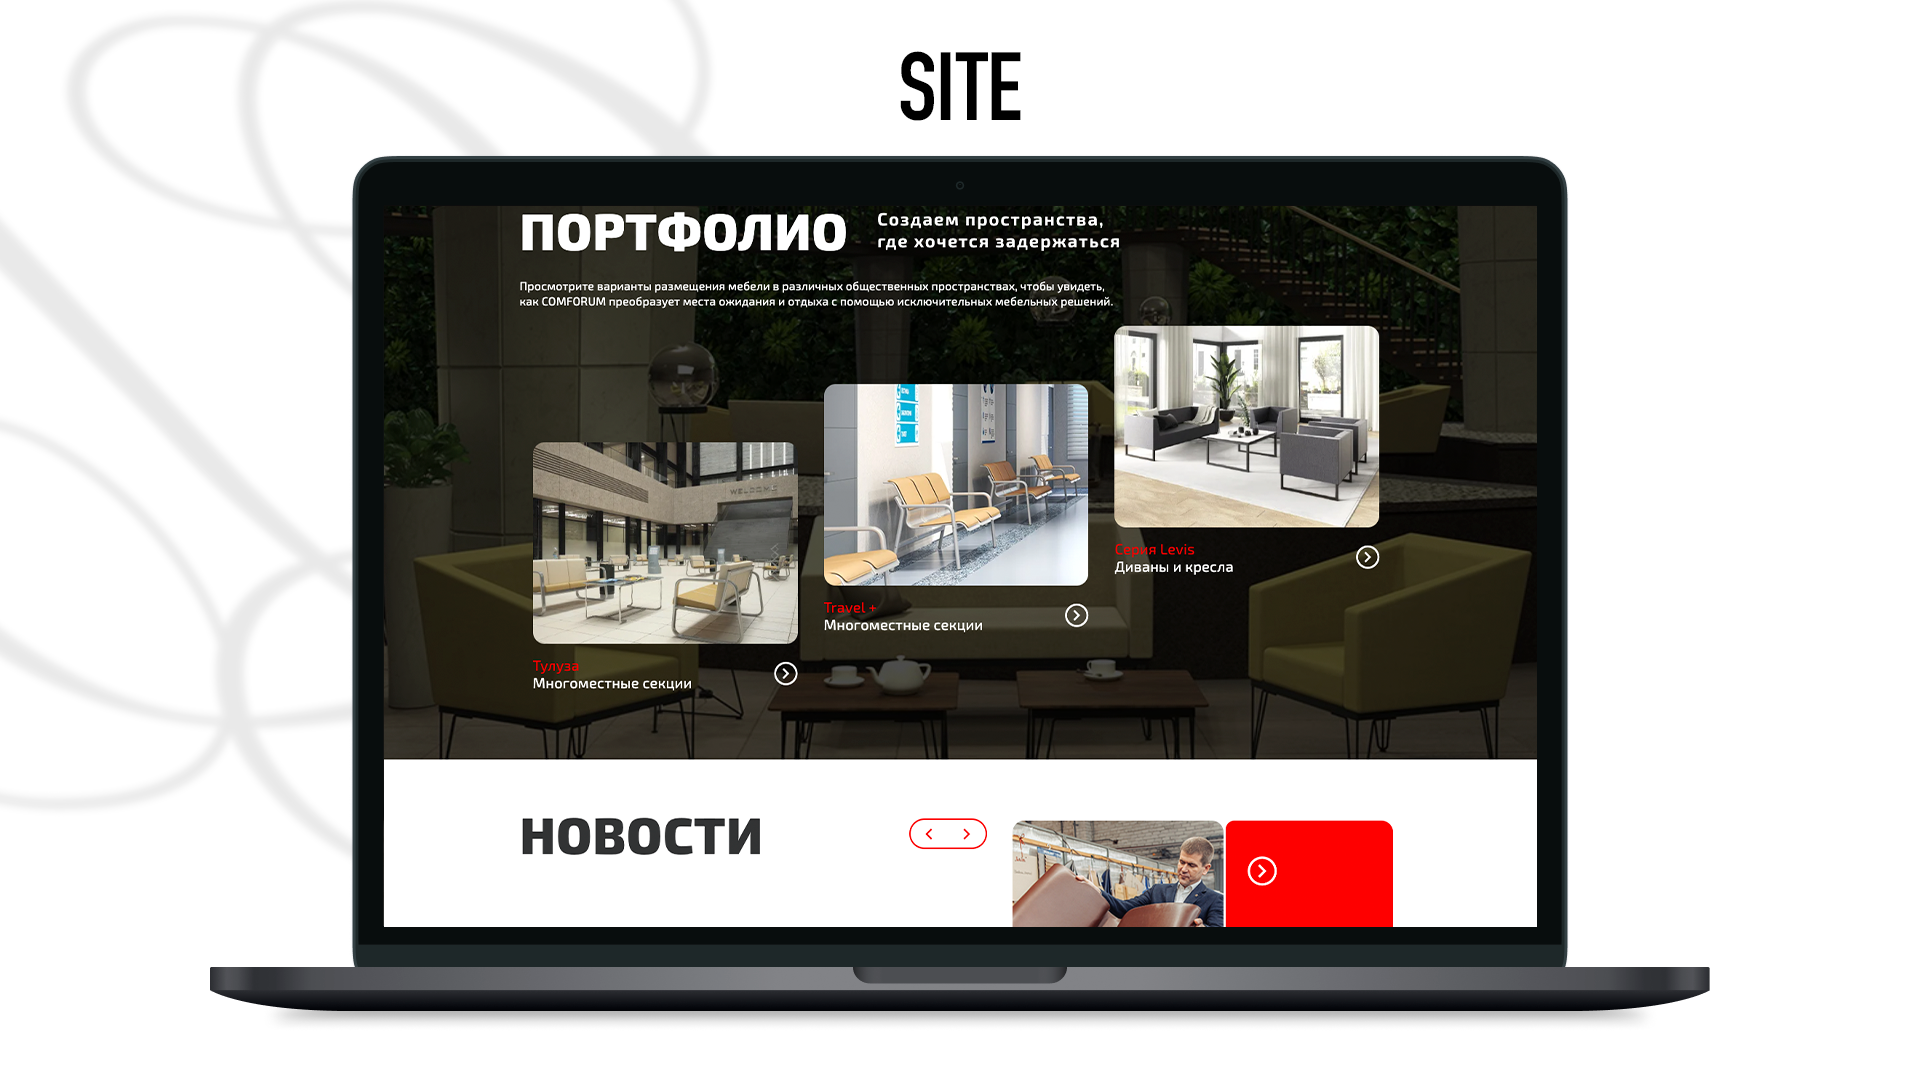 SITE
ПОРТФОЛИО
Создаем пространства,
где хочется задержаться
Просмотрите варианты размещения мебели в различных общественных пространствах, чтобы увидеть,
как COMFORUM преобразует места ожидания и отдыха с помощью исключительных мебельных решений.
WELCOME
Серия Levis
Диваны и кресла
Travel +
Многоместные секции
Тулуза
Многоместные секции
НОВОСТИ